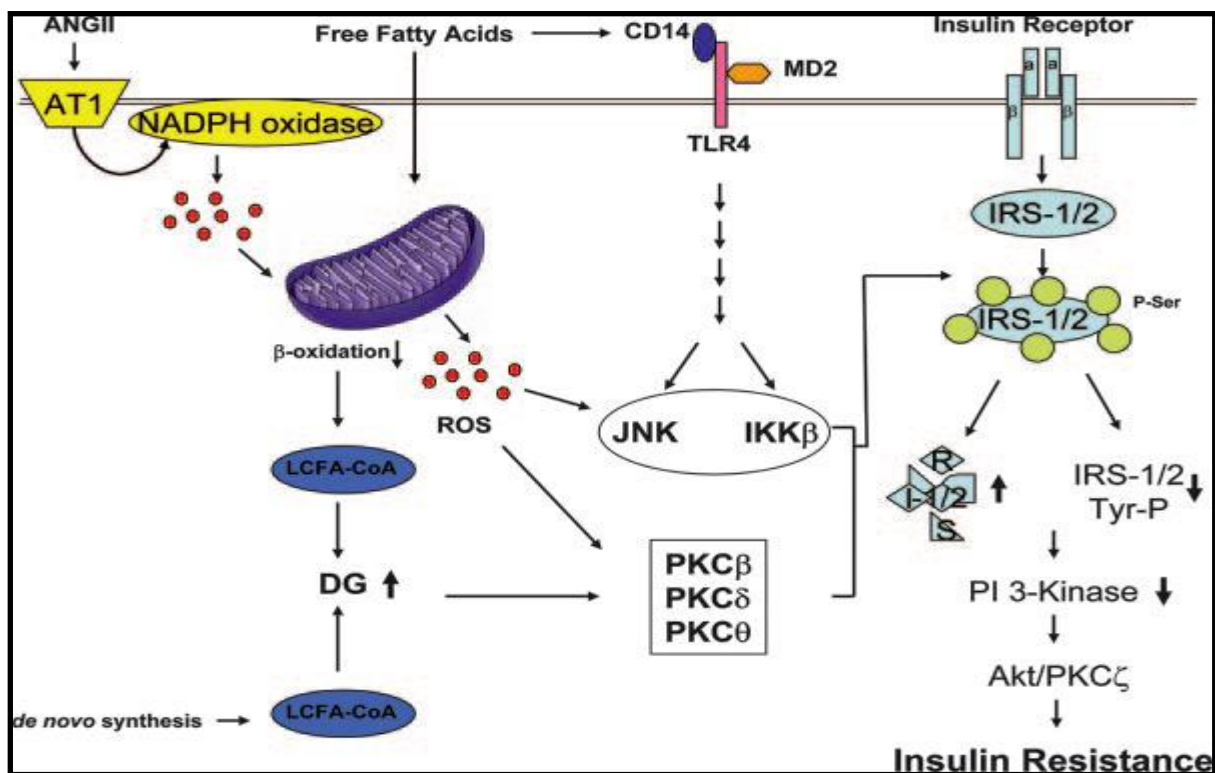 ANGII
Free Fatty Acids
CD14
Insulin Receptor
a a
MD2
AT1
NADPH oxidase
β β
TLR4
IRS-1/2
P-Ser
IRS-1/2
β-oxidation
ROS
JNK IKKβ
LCFA-CoA
R
I-1/2
S
IRS-1/2
Tyr-P
DG
PKCβ
PKCδ
PKCθ
PI 3-Kinase
Akt/PKCζ
de novo synthesis
LCFA-CoA
Insulin Resistance